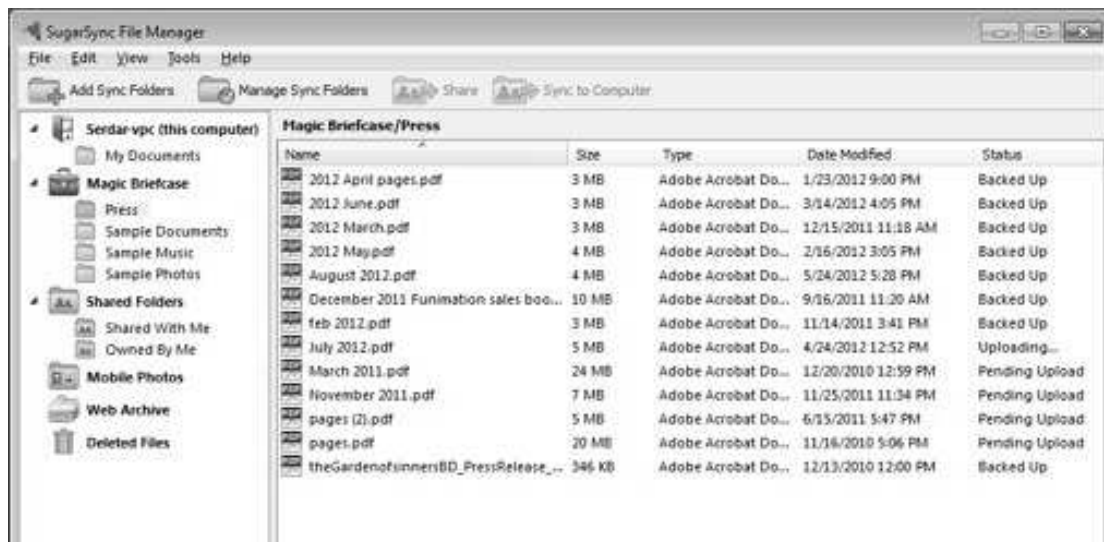 SugarSync File Manager
File Edit View Tools Help
Add Sync Folders Manage Sync Folders Share Sync to Computer
Serdar-vpc (this computer)
My Documents
Magic Briefcase
Press
Sample Documents
Sample Music
Sample Photos
Shared Folders
Shared With Me
Owned By Me
Mobile Photos
Web Archive
Deleted Files
Magic Briefcase/Press
Name Size Type Date Modified Status
2012 April pages.pdf 3 MB Adobe Acrobat Do... 1/23/2012 9:00 PM Backed Up
2012 June.pdf 3 MB Adobe Acrobat Do... 3/14/2012 4:05 PM Backed Up
2012 March.pdf 3 MB Adobe Acrobat Do... 12/15/2011 11:18 AM Backed Up
2012 May.pdf 4 MB Adobe Acrobat Do... 2/16/2012 3:05 PM Backed Up
August 2012.pdf 4 MB Adobe Acrobat Do... 5/24/2012 5:28 PM Backed Up
December 2011 Funimation sales boo... 10 MB Adobe Acrobat Do... 9/16/2011 11:20 AM Backed Up
feb 2012.pdf 3 MB Adobe Acrobat Do... 11/14/2011 3:41 PM Backed Up
July 2012.pdf 5 MB Adobe Acrobat Do... 4/24/2012 12:52 PM Uploading...
March 2011.pdf 24 MB Adobe Acrobat Do... 12/20/2010 12:59 PM Pending Upload
November 2011.pdf 7 MB Adobe Acrobat Do... 11/25/2011 11:34 PM Pending Upload
pages (2).pdf 5 MB Adobe Acrobat Do... 6/15/2011 5:47 PM Pending Upload
pages.pdf 20 MB Adobe Acrobat Do... 11/16/2010 5:06 PM Pending Upload
theGardenofsinnersBD_PressRelease_... 346 KB Adobe Acrobat Do... 12/13/2010 12:00 PM Backed Up